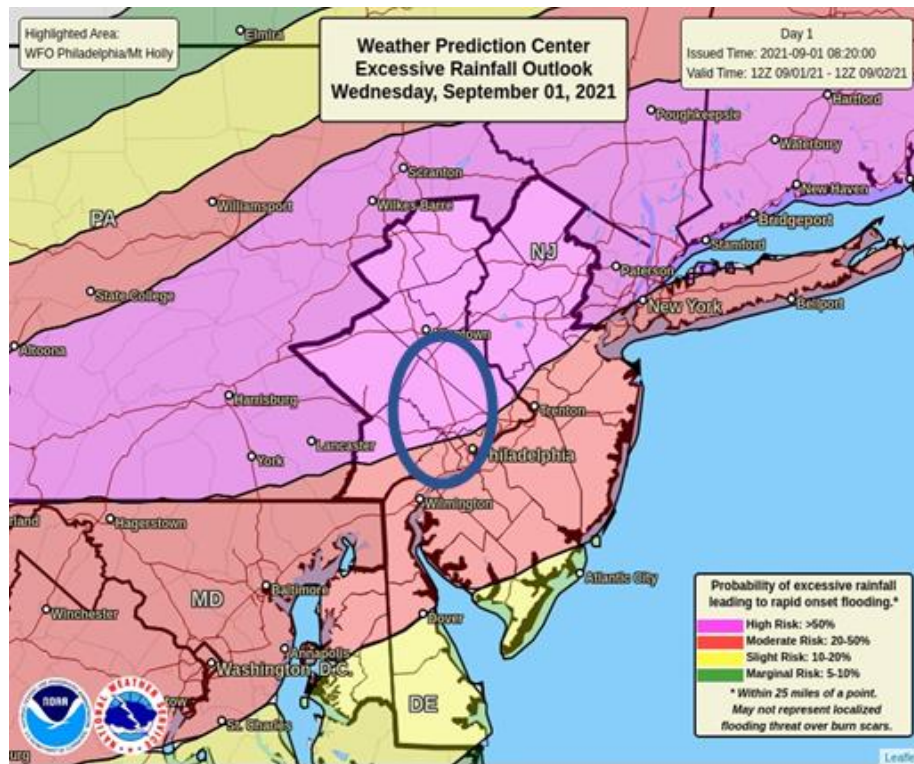 Highlighted Area:
WFO Philadelphia/Mt Holly
Weather Prediction Center
Excessive Rainfall Outlook
Wednesday, September 01, 2021
Day 1
Issued Time: 2021-09-01 08:20:00
Valid Time: 12Z 09/01/21 - 12Z 09/02/21
Elmira
Poughkeepsie
Hartford
Waterbury
Scranton
New Haven
Williamsport
Wilkes Barre
Bridgeport
PA
Stamford
NJ
Paterson
State College
New York
Bellport
Altoona
Harrisburg
Trenton
Lancaster
York
Philadelphia
Wilmington
Hagerstown
Baltimore
Atlantic City
MD
Winchester
Dover
Annapolis
Washington, D.C.
DE
St. Charles
Probability of excessive rainfall
leading to rapid onset flooding.*
High Risk: >50%
Moderate Risk: 20-50%
Slight Risk: 10-20%
Marginal Risk: 5-10%
* Within 25 miles of a point.
May not represent localized
flooding threat over burn scars.
NOAA
NATIONAL WEATHER SERVICE